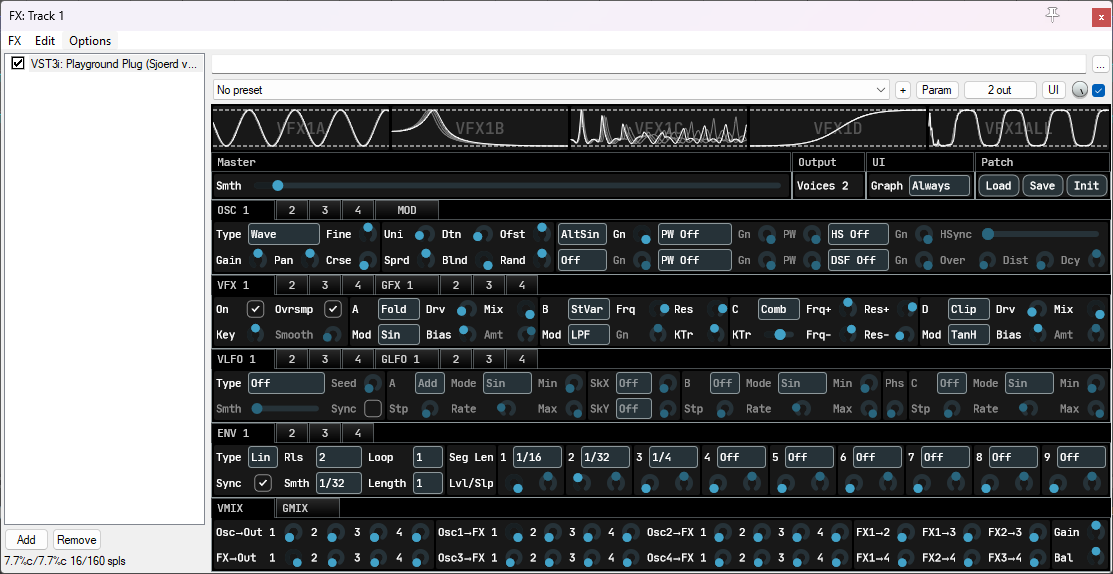 FX: Track 1
x
FX Edit Options
VST3i: Playground Plug (Sjoerd v...
...
No preset + Param 2 out UI
VFX1A VFX1B VFX1C VFX1D VFX1ALL
Master Output UI Patch
Smth Voices 2 Graph Always Load Save Init
OSC 1 2 3 4 MOD
Type Wave Fine Uni Dtn Ofst AltSin Gn PW Off Gn PW HS Off Gn HSync
Gain Pan Crse Sprd Blnd Rand Off Gn PW Off Gn PW DSF Off Gn Over Dist Dcy
VFX 1 2 3 4 GFX 1 2 3 4
On Ovrsmp A Fold Drv Mix B StVar Frq Res C Comb Frq+ Res+ D Clip Drv Mix
Key Smooth Mod Sin Bias Amt Mod LPF Gn KTr KTr Frq- Res- Mod TanH Bias Amt
VLFO 1 2 3 4 GLFO 1 2 3 4
Type Off Seed A Add Mode Sin Min SkX Off B Off Mode Sin Min Phs C Off Mode Sin Min
Smth Sync Stp Rate Max SkY Off Stp Rate Max Stp Rate Max
ENV 1 2 3 4
Type Lin Rls 2 Loop 1 Seg Len 1 1/16 2 1/32 3 1/4 4 Off 5 Off 6 Off 7 Off 8 Off 9 Off
Sync Smth 1/32 Length 1 Lvl/Slp
VMIX GMIX
Osc→Out 1 2 3 4 Osc1→FX 1 2 3 4 Osc2→FX 1 2 3 4 FX1→2 FX1→3 FX2→3 Gain
FX→Out 1 2 3 4 Osc3→FX 1 2 3 4 Osc4→FX 1 2 3 4 FX1→4 FX2→4 FX3→4 Bal
Add Remove
7.7%c/7.7%c 16/160 spls